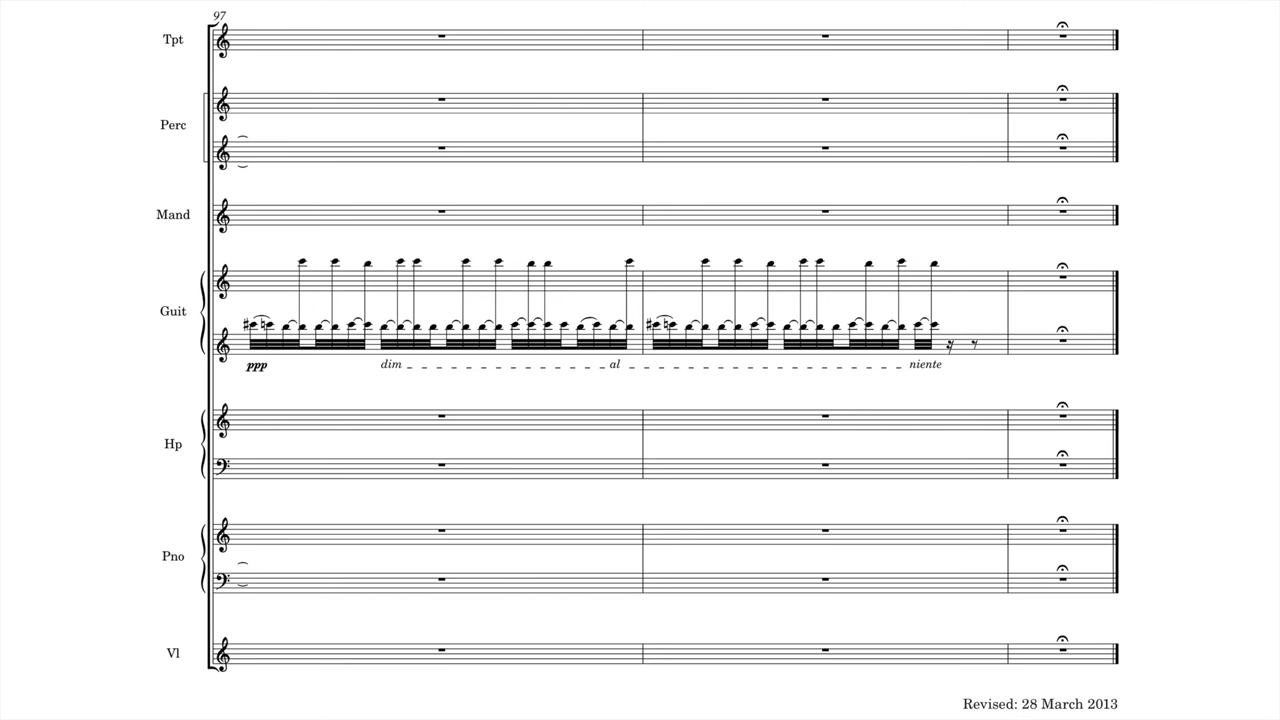 97
Tpt
Perc
Mand
Guit
ppp dim al niente
Hp
Pno
Vl
Revised: 28 March 2013